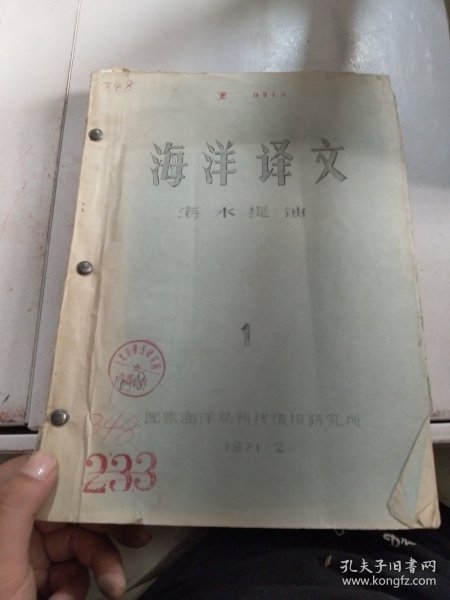 348
0343
海洋译文
海水提铀
1
348
国家海洋局科技情报研究所
1971·2
233
孔夫子旧书网
www.kongfz.com